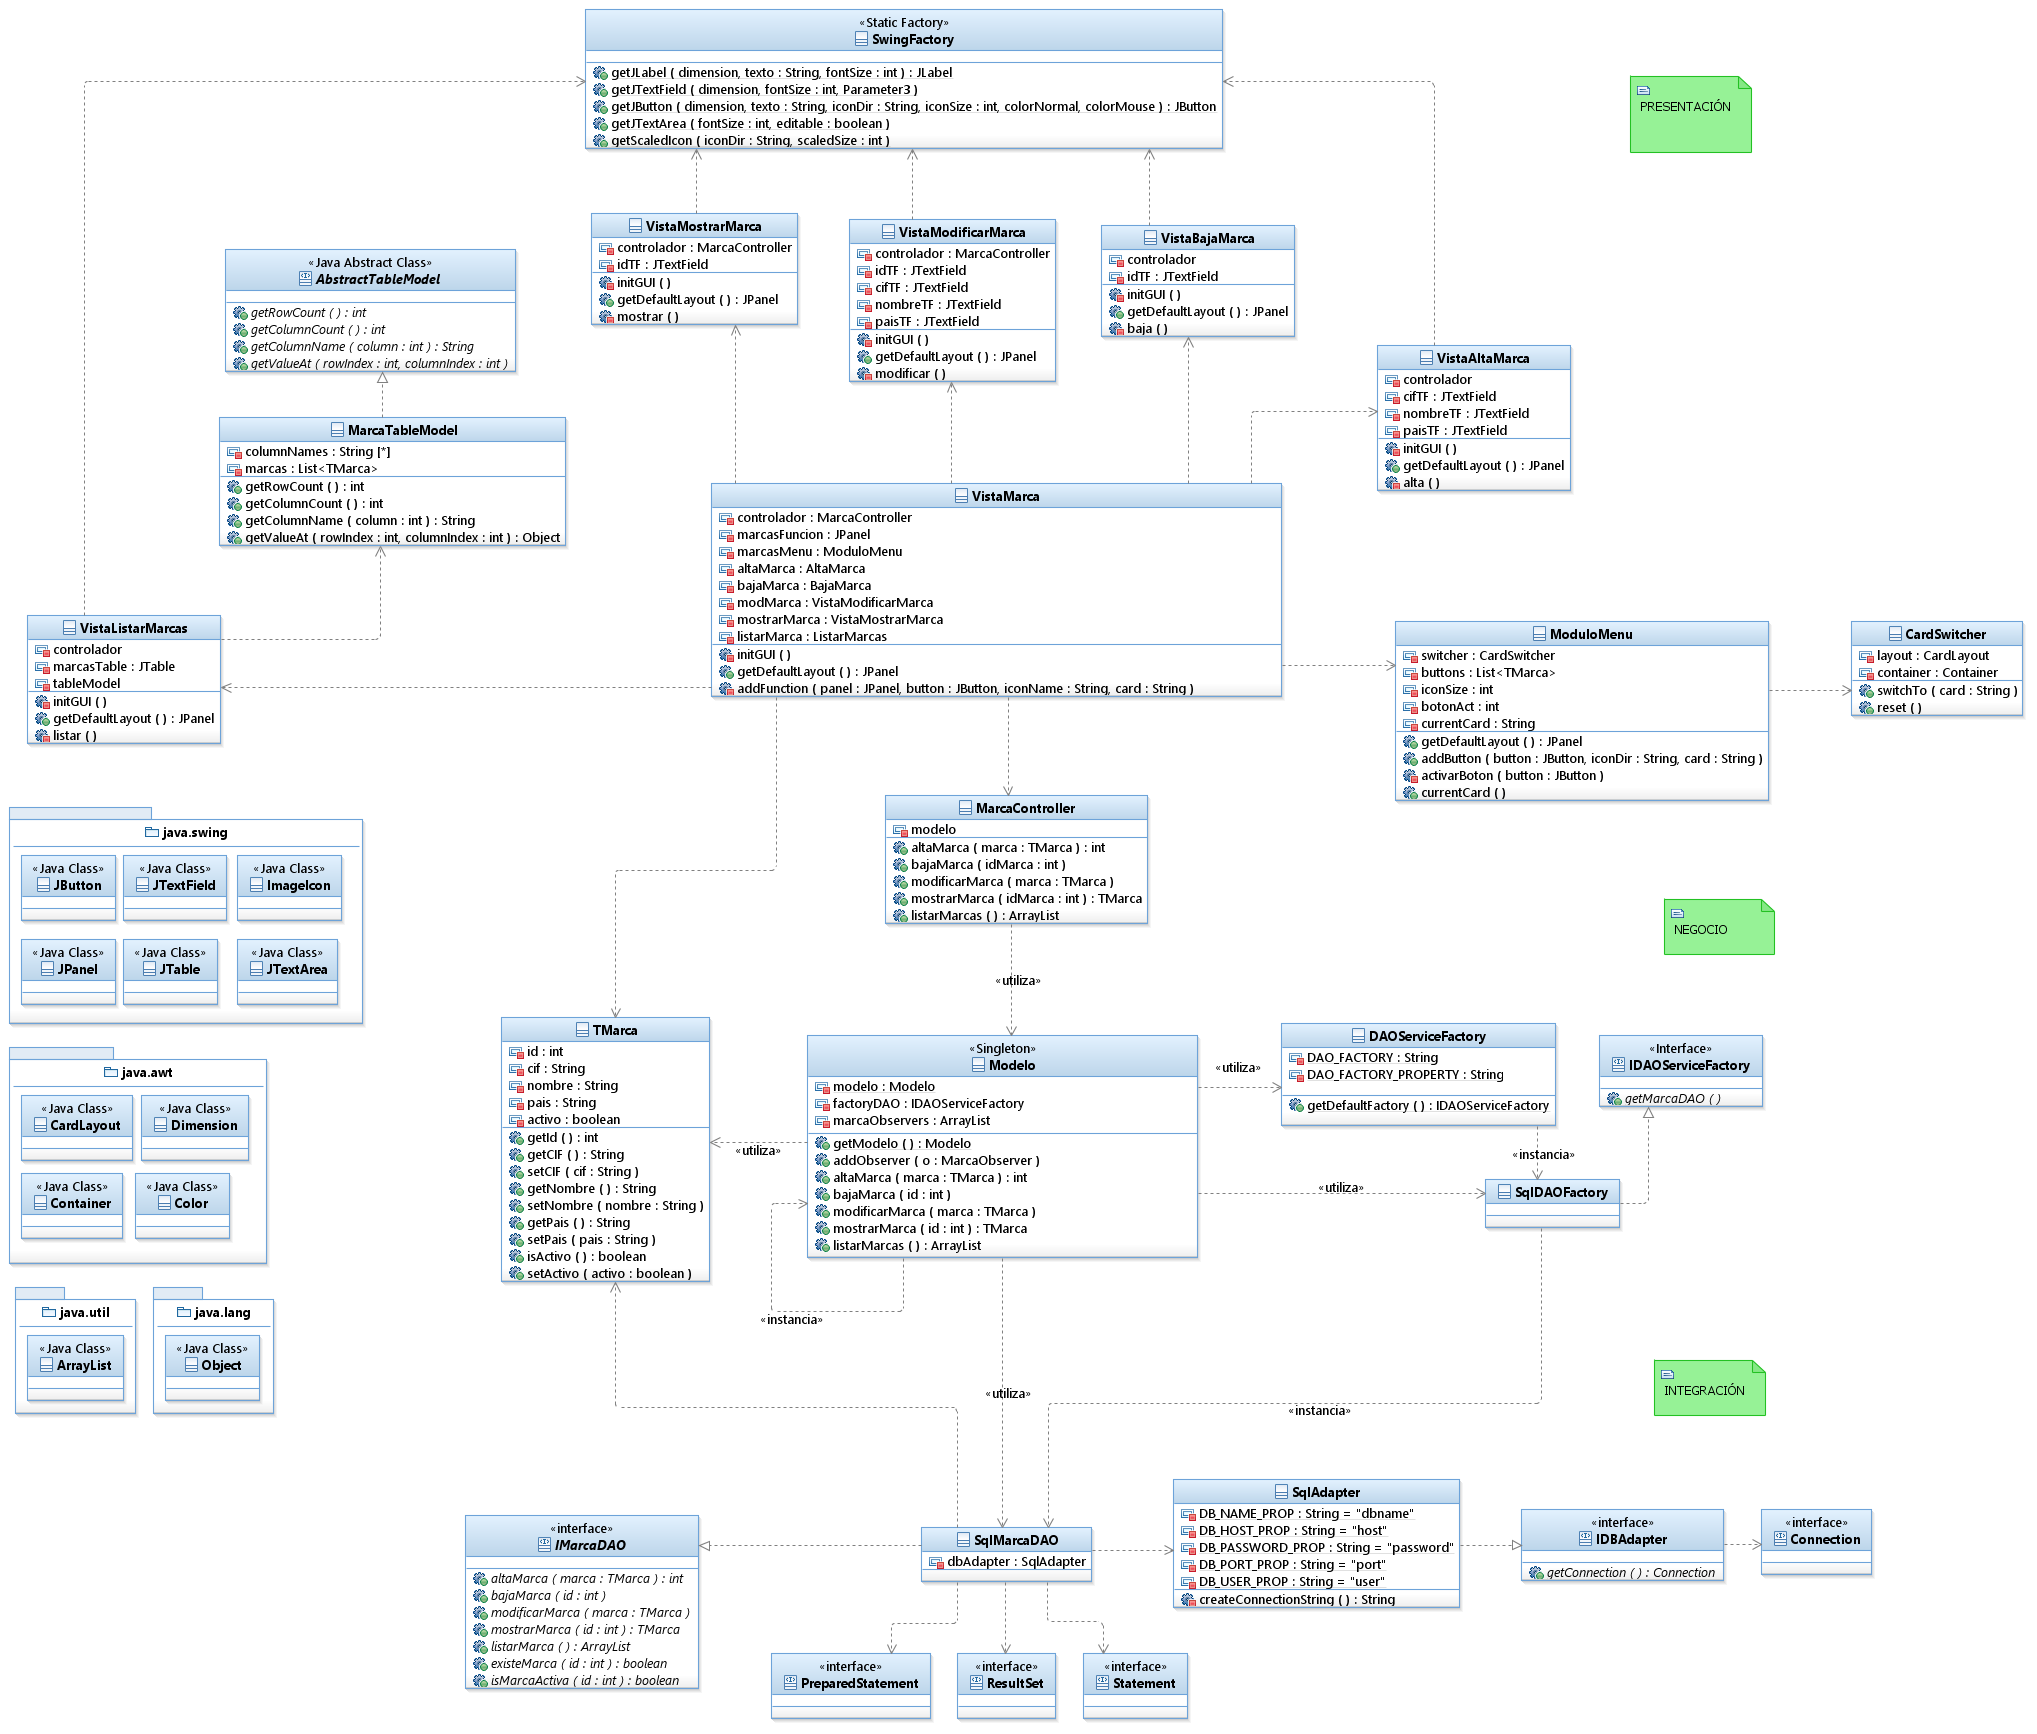 «Static Factory»
SwingFactory
getJLabel ( dimension, texto : String, fontSize : int ) : JLabel
getJTextField ( dimension, fontSize : int, Parameter3 )
getJButton ( dimension, texto : String, iconDir : String, iconSize : int, colorNormal, colorMouse ) : JButton
getJTextArea ( fontSize : int, editable : boolean )
getScaledIcon ( iconDir : String, scaledSize : int )
PRESENTACIÓN
VistaMostrarMarca
controlador : MarcaController
idTF : JTextField
initGUI ( )
getDefaultLayout ( ) : JPanel
mostrar ( )
VistaModificarMarca
controlador : MarcaController
idTF : JTextField
cifTF : JTextField
nombreTF : JTextField
paisTF : JTextField
initGUI ( )
getDefaultLayout ( ) : JPanel
modificar ( )
VistaBajaMarca
controlador
idTF : JTextField
initGUI ( )
getDefaultLayout ( ) : JPanel
baja ( )
«Java Abstract Class»
AbstractTableModel
getRowCount ( ) : int
getColumnCount ( ) : int
getColumnName ( column : int ) : String
getValueAt ( rowIndex : int, columnIndex : int )
VistaAltaMarca
controlador
cifTF : JTextField
nombreTF : JTextField
paisTF : JTextField
initGUI ( )
getDefaultLayout ( ) : JPanel
alta ( )
MarcaTableModel
columnNames : String [*]
marcas : List<TMarca>
getRowCount ( ) : int
getColumnCount ( ) : int
getColumnName ( column : int ) : String
getValueAt ( rowIndex : int, columnIndex : int ) : Object
VistaMarca
controlador : MarcaController
marcasFuncion : JPanel
marcasMenu : ModuloMenu
altaMarca : AltaMarca
bajaMarca : BajaMarca
modMarca : VistaModificarMarca
mostrarMarca : VistaMostrarMarca
listarMarca : ListarMarcas
initGUI ( )
getDefaultLayout ( ) : JPanel
addFunction ( panel : JPanel, button : JButton, iconName : String, card : String )
VistaListarMarcas
controlador
marcasTable : JTable
tableModel
initGUI ( )
getDefaultLayout ( ) : JPanel
listar ( )
ModuloMenu
switcher : CardSwitcher
buttons : List<TMarca>
iconSize : int
botonAct : int
currentCard : String
getDefaultLayout ( ) : JPanel
addButton ( button : JButton, iconDir : String, card : String )
activarBoton ( button : JButton )
currentCard ( )
CardSwitcher
layout : CardLayout
container : Container
switchTo ( card : String )
reset ( )
MarcaController
modelo
altaMarca ( marca : TMarca ) : int
bajaMarca ( idMarca : int )
modificarMarca ( marca : TMarca )
mostrarMarca ( idMarca : int ) : TMarca
listarMarcas ( ) : ArrayList
java.swing
«Java Class»
JButton
«Java Class»
JTextField
«Java Class»
ImageIcon
«Java Class»
JPanel
«Java Class»
JTable
«Java Class»
JTextArea
NEGOCIO
«utiliza»
TMarca
id : int
cif : String
nombre : String
pais : String
activo : boolean
getId ( ) : int
getCIF ( ) : String
setCIF ( cif : String )
getNombre ( ) : String
setNombre ( nombre : String )
getPais ( ) : String
setPais ( pais : String )
isActivo ( ) : boolean
setActivo ( activo : boolean )
«utiliza»
«Singleton»
Modelo
modelo : Modelo
factoryDAO : IDAOServiceFactory
marcaObservers : ArrayList
getModelo ( ) : Modelo
addObserver ( o : MarcaObserver )
altaMarca ( marca : TMarca ) : int
bajaMarca ( id : int )
modificarMarca ( marca : TMarca )
mostrarMarca ( id : int ) : TMarca
listarMarcas ( ) : ArrayList
«instancia»
«utiliza»
DAOServiceFactory
DAO_FACTORY : String
DAO_FACTORY_PROPERTY : String
getDefaultFactory ( ) : IDAOServiceFactory
«Interface»
IDAOServiceFactory
getMarcaDAO ( )
«instancia»
«utiliza»
SqlDAOFactory
java.awt
«Java Class»
CardLayout
«Java Class»
Dimension
«Java Class»
Container
«Java Class»
Color
java.util
«Java Class»
ArrayList
java.lang
«Java Class»
Object
INTEGRACIÓN
«utiliza»
«instancia»
«interface»
IMarcaDAO
altaMarca ( marca : TMarca ) : int
bajaMarca ( id : int )
modificarMarca ( marca : TMarca )
mostrarMarca ( id : int ) : TMarca
listarMarca ( ) : ArrayList
existeMarca ( id : int ) : boolean
isMarcaActiva ( id : int ) : boolean
SqlMarcaDAO
dbAdapter : SqlAdapter
SqlAdapter
DB_NAME_PROP : String = "dbname"
DB_HOST_PROP : String = "host"
DB_PASSWORD_PROP : String = "password"
DB_PORT_PROP : String = "port"
DB_USER_PROP : String = "user"
createConnectionString ( ) : String
«interface»
IDBAdapter
getConnection ( ) : Connection
«interface»
Connection
«interface»
PreparedStatement
«interface»
ResultSet
«interface»
Statement